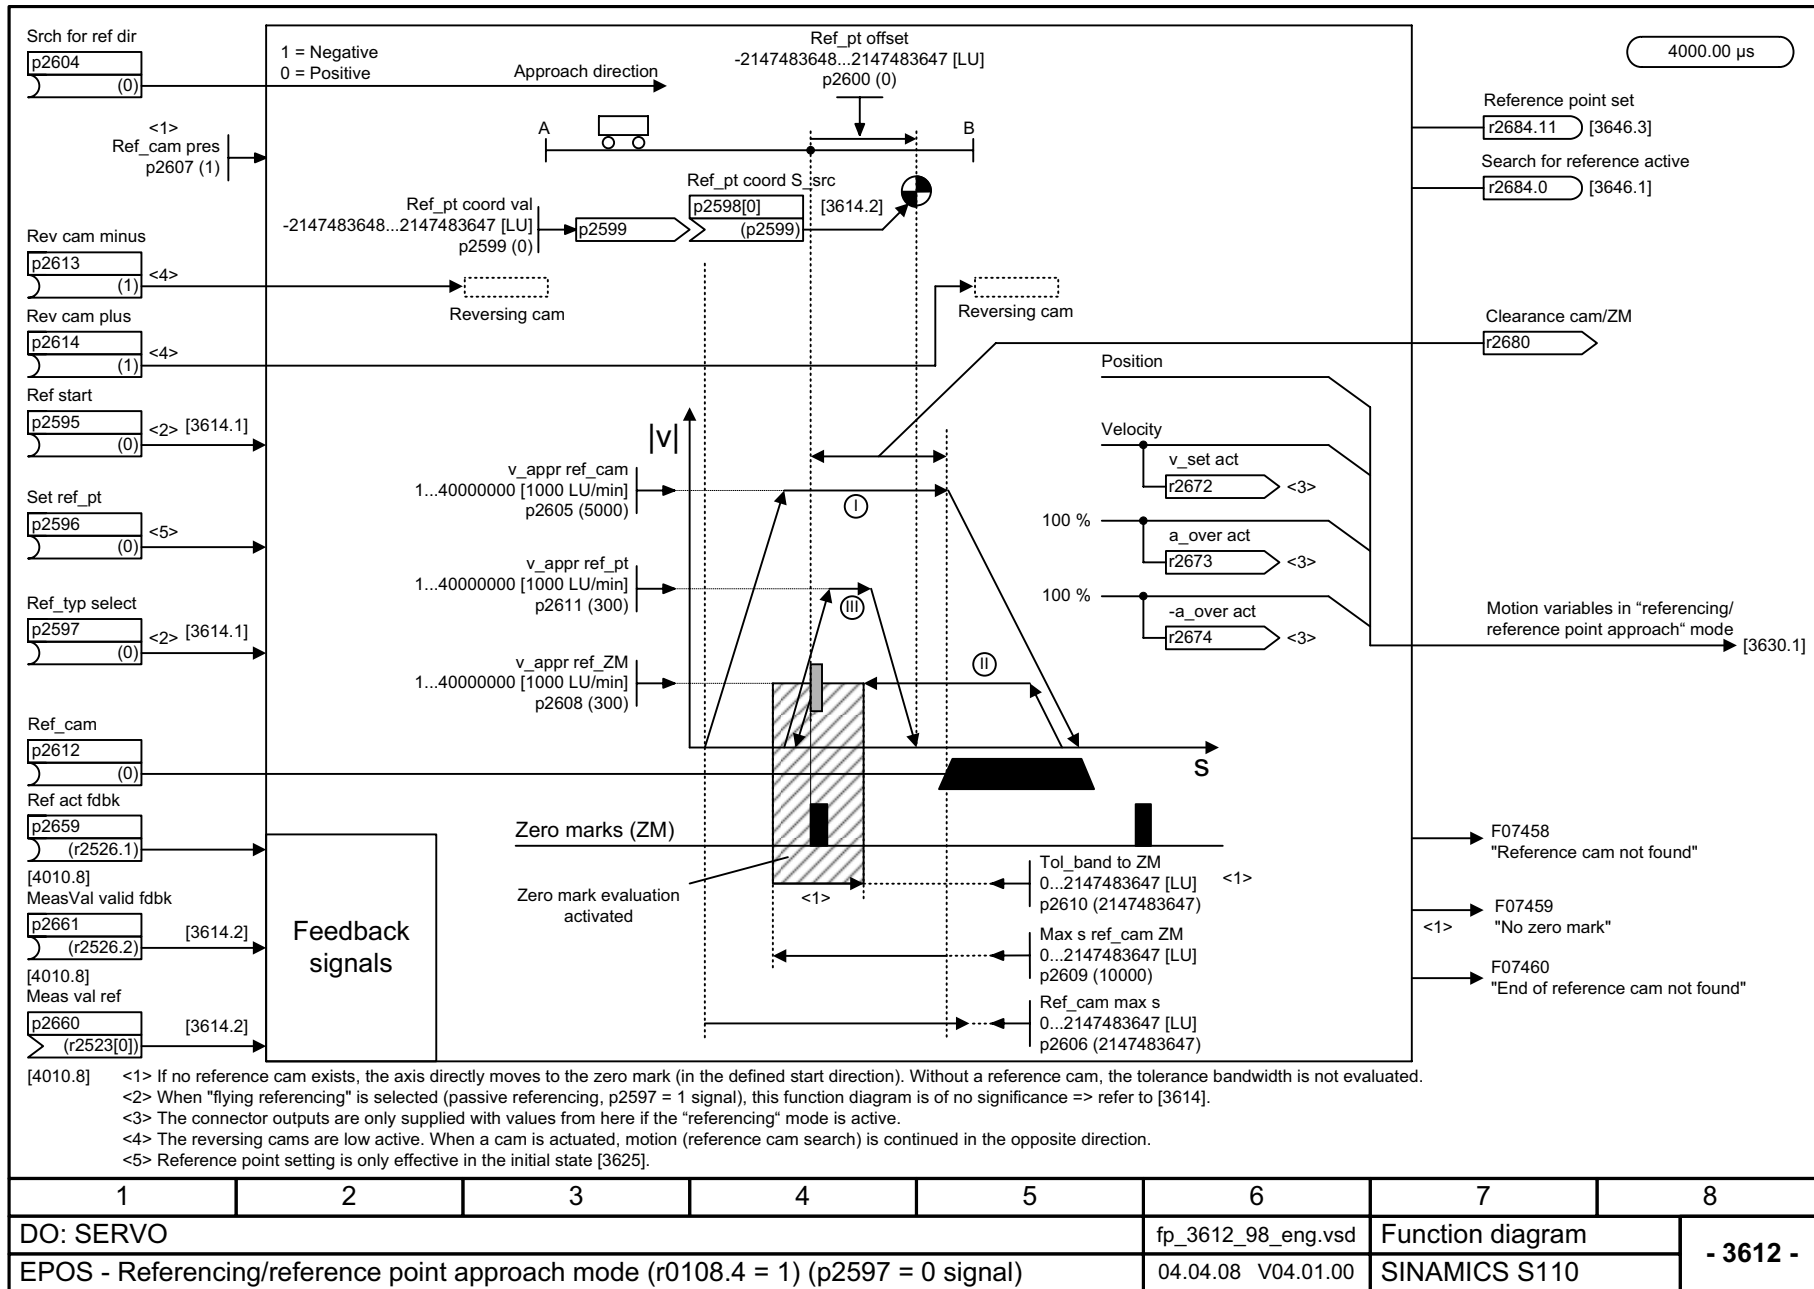 Srch for ref dir
p2604
(0)
1 = Negative
0 = Positive
Approach direction
Ref_pt offset
-2147483648...2147483647 [LU]
p2600 (0)
4000.00 µs
<1>
Ref_cam pres
p2607 (1)
A
B
Reference point set
r2684.11
[3646.3]
Search for reference active
r2684.0
[3646.1]
Ref_pt coord val
-2147483648...2147483647 [LU]
p2599 (0)
p2599
Ref_pt coord S_src
p2598[0]
(p2599)
[3614.2]
Rev cam minus
p2613
(1)
<4>
Reversing cam
Reversing cam
Rev cam plus
p2614
(1)
<4>
Clearance cam/ZM
r2680
Ref start
p2595
(0)
<2> [3614.1]
Position
Velocity
v_set act
r2672
<3>
100 %
a_over act
r2673
<3>
100 %
-a_over act
r2674
<3>
Motion variables in “referencing/
reference point approach“ mode
[3630.1]
|v|
v_appr ref_cam
1...40000000 [1000 LU/min]
p2605 (5000)
I
Set ref_pt
p2596
(0)
<5>
v_appr ref_pt
1...40000000 [1000 LU/min]
p2611 (300)
III
Ref_typ select
p2597
(0)
<2> [3614.1]
v_appr ref_ZM
1...40000000 [1000 LU/min]
p2608 (300)
II
s
Ref_cam
p2612
(0)
Ref act fdbk
p2659
(r2526.1)
[4010.8]
MeasVal valid fdbk
p2661
(r2526.2)
[3614.2]
[4010.8]
Meas val ref
p2660
(r2523[0])
[3614.2]
[4010.8]
Feedback
signals
Zero marks (ZM)
Zero mark evaluation
activated
<1>
Tol_band to ZM
0...2147483647 [LU]
p2610 (2147483647)
<1>
Max s ref_cam ZM
0...2147483647 [LU]
p2609 (10000)
Ref_cam max s
0...2147483647 [LU]
p2606 (2147483647)
F07458
"Reference cam not found"
<1>
F07459
"No zero mark"
F07460
"End of reference cam not found"
<1> If no reference cam exists, the axis directly moves to the zero mark (in the defined start direction). Without a reference cam, the tolerance bandwidth is not evaluated.
<2> When "flying referencing" is selected (passive referencing, p2597 = 1 signal), this function diagram is of no significance => refer to [3614].
<3> The connector outputs are only supplied with values from here if the “referencing“ mode is active.
<4> The reversing cams are low active. When a cam is actuated, motion (reference cam search) is continued in the opposite direction.
<5> Reference point setting is only effective in the initial state [3625].
1 2 3 4 5 6 7 8
DO: SERVO
fp_3612_98_eng.vsd
Function diagram
- 3612 -
EPOS - Referencing/reference point approach mode (r0108.4 = 1) (p2597 = 0 signal)
04.04.08 V04.01.00
SINAMICS S110